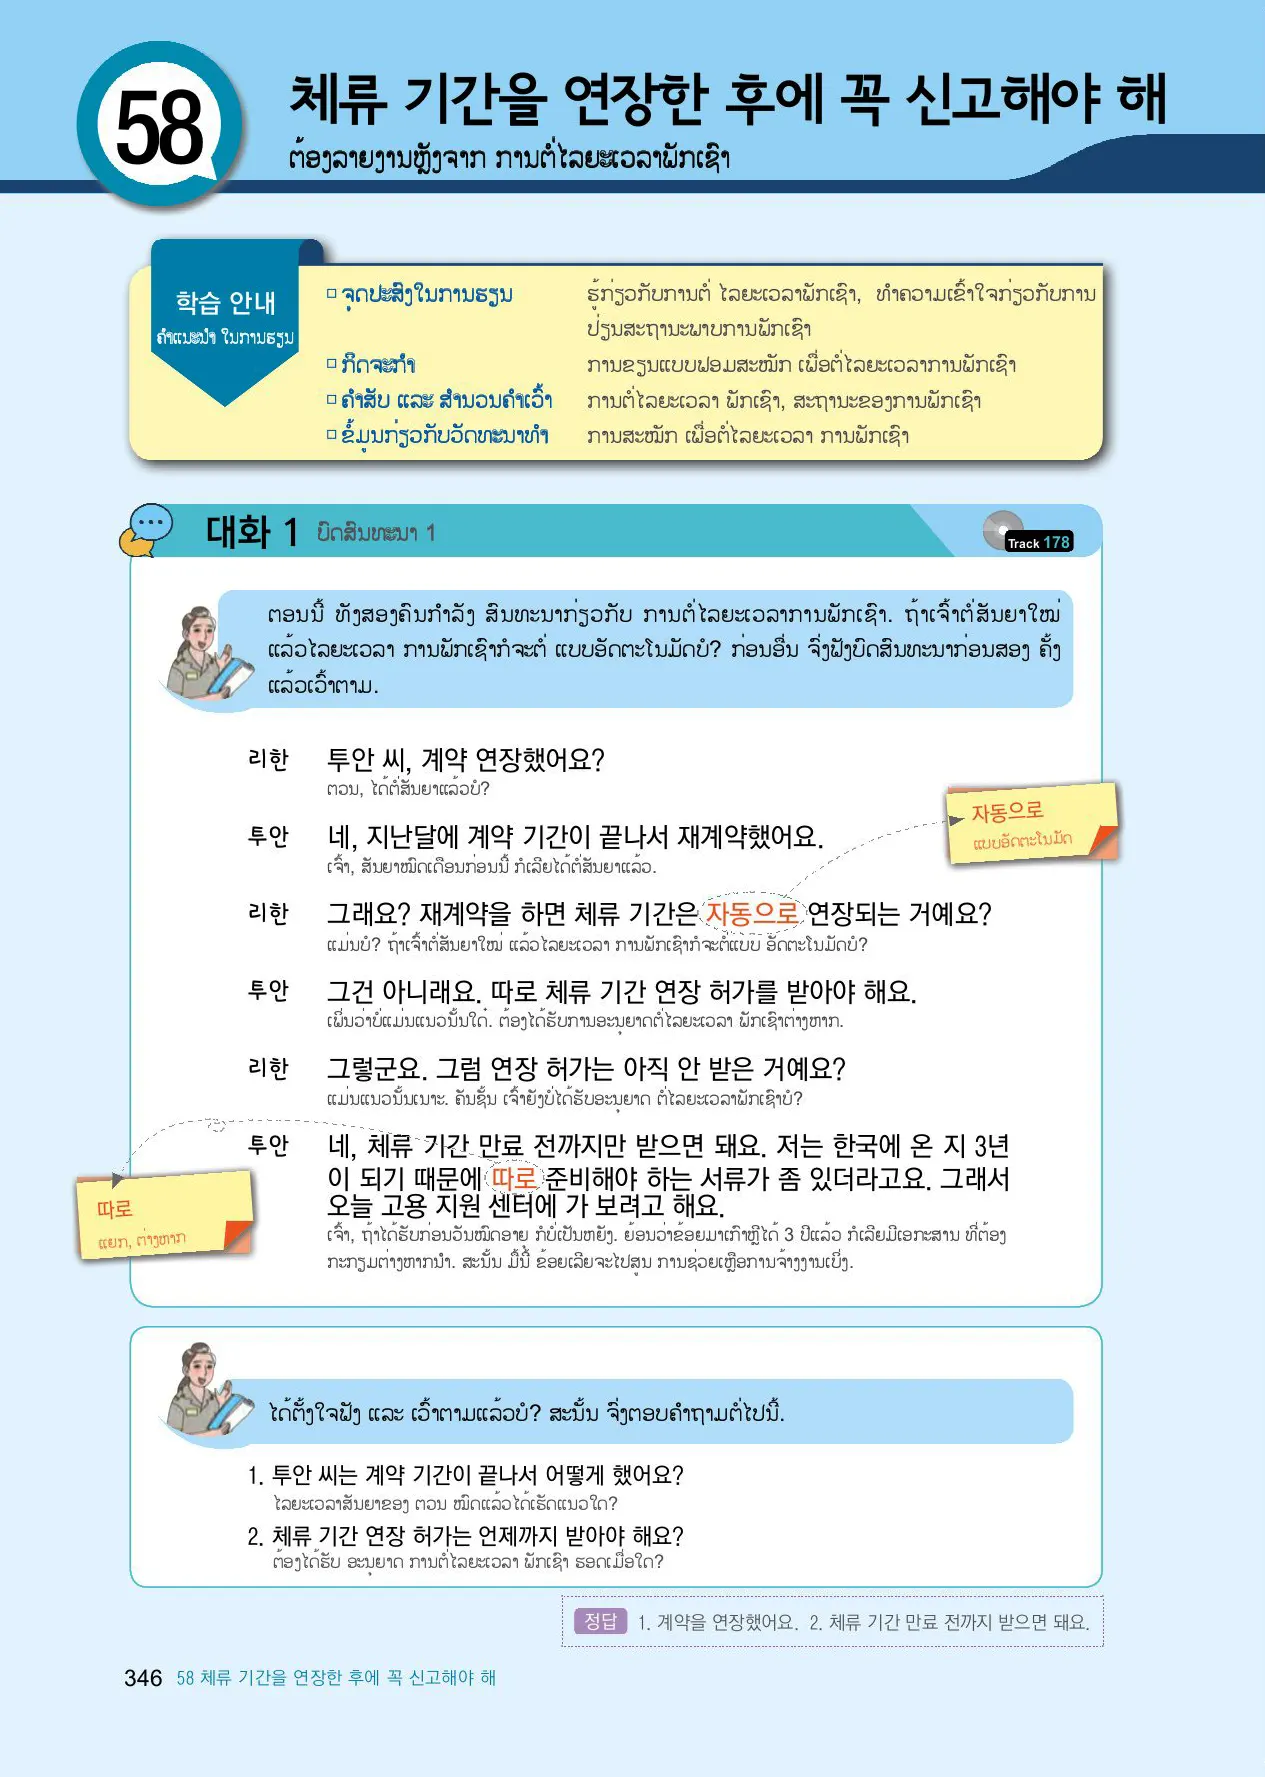 58
체류 기간을 연장한 후에 꼭 신고해야 해
ຕ້ອງລາຍງານຫຼັງຈາກ ການຕໍ່ໄລຍະເວລາພັກເຊົາ
학습 안내
ຄຳແນະນຳ ໃນການຮຽນ
□ ຈຸດປະສົງໃນການຮຽນ ຮູ້ກ່ຽວກັບການຕໍ່ ໄລຍະເວລາພັກເຊົາ, ທຳຄວາມເຂົ້າໃຈກ່ຽວກັບການ
ປ່ຽນສະຖານະພາບການພັກເຊົາ
□ ກິດຈະກຳ ການຂຽນແບບຟອມສະໝັກ ເພື່ອຕໍ່ໄລຍະເວລາການພັກເຊົາ
□ ຄຳສັບ ແລະ ສຳນວນຄຳເວົ້າ ການຕໍ່ໄລຍະເວລາ ພັກເຊົາ, ສະຖານະຂອງການພັກເຊົາ
□ ຂໍ້ມູນກ່ຽວກັບວັດທະນາທຳ ການສະໝັກ ເພື່ອຕໍ່ໄລຍະເວລາ ການພັກເຊົາ
대화 1 ບົດສົນທະນາ 1
Track 178
ຕອນນີ້ ທັງສອງຄົນກຳລັງ ສົນທະນາກ່ຽວກັບ ການຕໍ່ໄລຍະເວລາການພັກເຊົາ. ຖ້າເຈົ້າຕໍ່ສັນຍາໃໝ່
ແລ້ວໄລຍະເວລາ ການພັກເຊົາກໍຈະຕໍ່ ແບບອັດຕະໂນມັດບໍ? ກ່ອນອື່ນ ຈົ່ງຟັງບົດສົນທະນາກ່ອນສອງ ຄັ້ງ
ແລ້ວເວົ້າຕາມ.
리한 투안 씨, 계약 연장했어요?
ຕວນ, ໄດ້ຕໍ່ສັນຍາແລ້ວບໍ?
자동으로
ແບບອັດຕະໂນມັດ
투안 네, 지난달에 계약 기간이 끝나서 재계약했어요.
ເຈົ້າ, ສັນຍາໝົດເດືອນກ່ອນນີ້ ກໍເລີຍໄດ້ຕໍ່ສັນຍາແລ້ວ.
리한 그래요? 재계약을 하면 체류 기간은 자동으로 연장되는 거예요?
ແມ່ນບໍ? ຖ້າເຈົ້າຕໍ່ສັນຍາໃໝ່ ແລ້ວໄລຍະເວລາ ການພັກເຊົາກໍຈະຕໍ່ແບບ ອັດຕະໂນມັດບໍ?
투안 그건 아니래요. 따로 체류 기간 연장 허가를 받아야 해요.
ເພິ່ນວ່າບໍ່ແມ່ນແນວນັ້ນໃດ໋. ຕ້ອງໄດ້ຮັບການອະນຸຍາດຕໍ່ໄລຍະເວລາ ພັກເຊົາຕ່າງຫາກ.
리한 그렇군요. 그럼 연장 허가는 아직 안 받은 거예요?
ແມ່ນແນວນັ້ນເນາະ. ຄັນຊັ້ນ ເຈົ້າຍັງບໍ່ໄດ້ຮັບອະນຸຍາດ ຕໍ່ໄລຍະເວລາພັກເຊົາບໍ?
투안 네, 체류 기간 만료 전까지만 받으면 돼요. 저는 한국에 온 지 3년
이 되기 때문에 따로 준비해야 하는 서류가 좀 있더라고요. 그래서
오늘 고용 지원 센터에 가 보려고 해요.
따로
ແຍກ, ຕ່າງຫາກ
ເຈົ້າ, ຖ້າໄດ້ຮັບກ່ອນວັນໝົດອາຍຸ ກໍບໍ່ເປັນຫຍັງ. ຍ້ອນວ່າຂ້ອຍມາເກົາຫຼີໄດ້ 3 ປີແລ້ວ ກໍເລີຍມີເອກະສານ ທີ່ຕ້ອງ
ກະກຽມຕ່າງຫາກນຳ. ສະນັ້ນ ມື້ນີ້ ຂ້ອຍເລີຍຈະໄປສູນ ການຊ່ວຍເຫຼືອການຈ້າງງານເບິ່ງ.
ໄດ້ຕັ້ງໃຈຟັງ ແລະ ເວົ້າຕາມແລ້ວບໍ? ສະນັ້ນ ຈົ່ງຕອບຄຳຖາມຕໍ່ໄປນີ້.
1. 투안 씨는 계약 기간이 끝나서 어떻게 했어요?
ໄລຍະເວລາສັນຍາຂອງ ຕວນ ໝົດແລ້ວໄດ້ເຮັດແນວໃດ?
2. 체류 기간 연장 허가는 언제까지 받아야 해요?
ຕ້ອງໄດ້ຮັບ ອະນຸຍາດ ການຕໍ່ໄລຍະເວລາ ພັກເຊົາ ຮອດເມື່ອໃດ?
정답 1. 계약을 연장했어요. 2. 체류 기간 만료 전까지 받으면 돼요.
346 58 체류 기간을 연장한 후에 꼭 신고해야 해